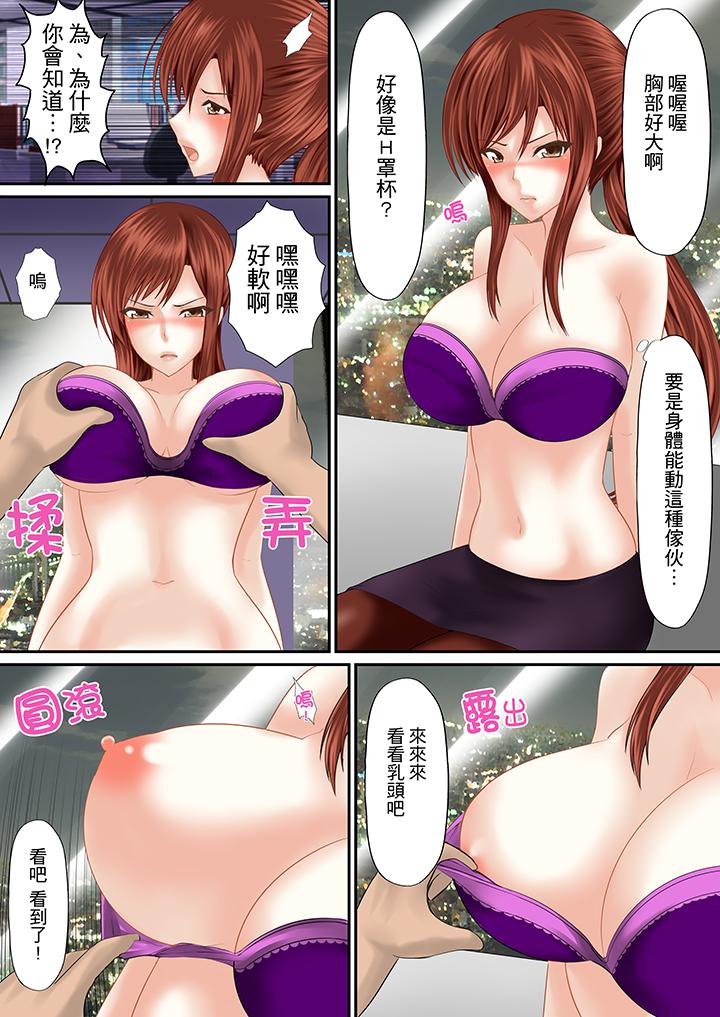 喔喔喔
胸部好大啊
好像是H罩杯？
嗚
要是身體能動這種傢伙…
為、為什麼
你會知道…!?
嘿嘿嘿
好軟啊
嗚
揉弄
來來來
看看乳頭吧
露出
嗚！
圓滾
看吧 看到了！